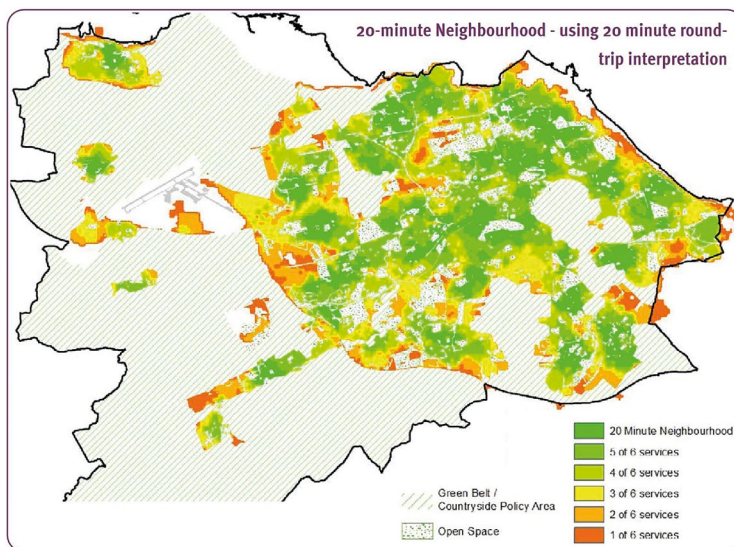 20-minute Neighbourhood - using 20 minute round-
trip interpretation
Green Belt /
Countryside Policy Area
Open Space
20 Minute Neighbourhood
5 of 6 services
4 of 6 services
3 of 6 services
2 of 6 services
1 of 6 services